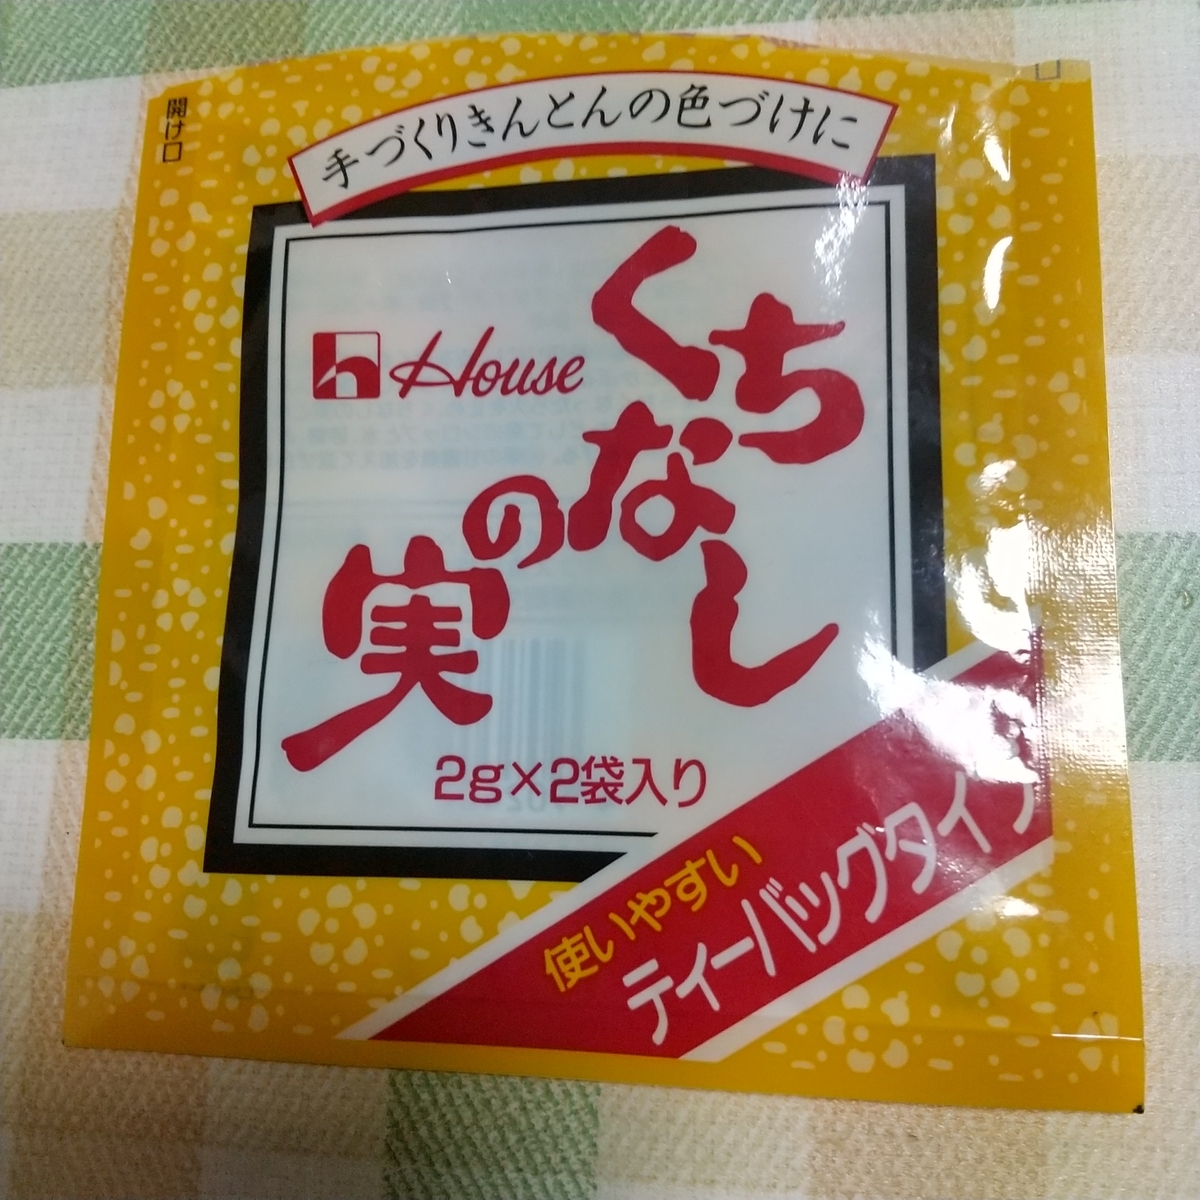 開け口
手づくりきんとんの色づけに
House
くちなしの実
2g×2袋入り
使いやすい
ティーバッグタイプ